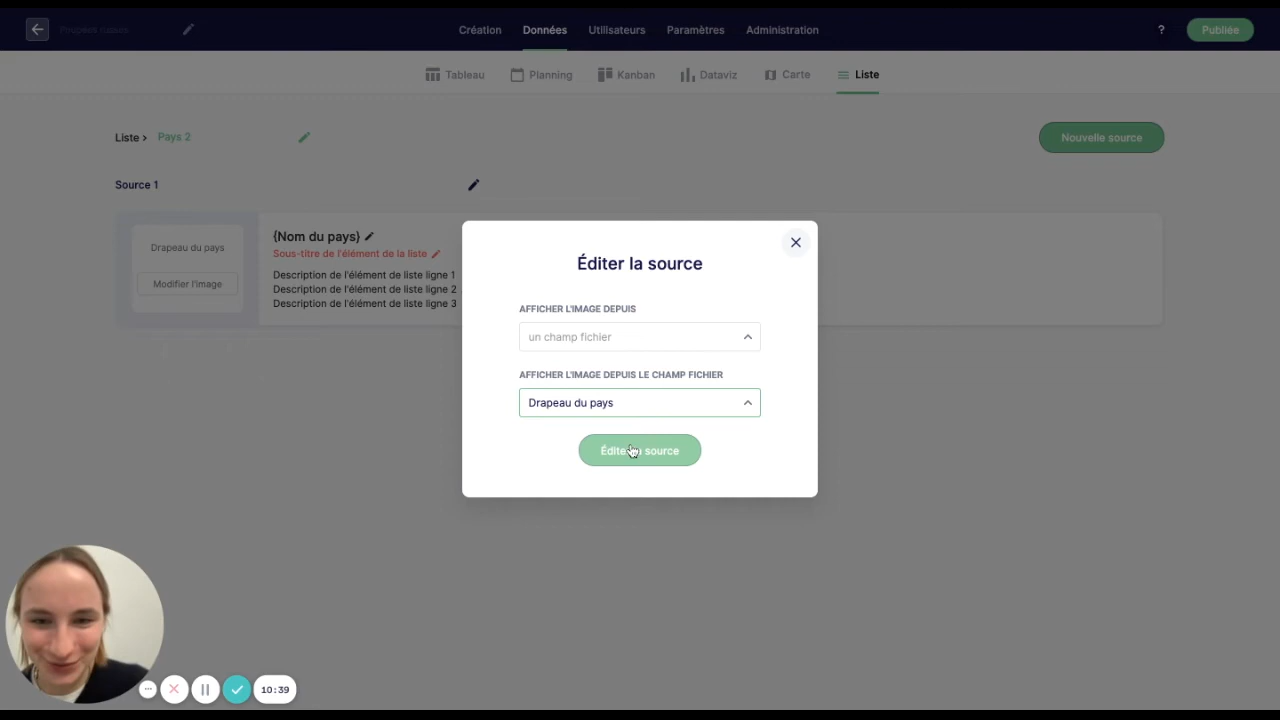 Poupées russes
Création
Données
Utilisateurs
Paramètres
Administration
?
Publiée
Tableau
Planning
Kanban
Dataviz
Carte
Liste
Liste > Pays 2
Nouvelle source
Source 1
Drapeau du pays
Modifier l'image
{Nom du pays}
Sous-titre de l'élément de la liste
Description de l'élément de liste ligne 1
Description de l'élément de liste ligne 2
Description de l'élément de liste ligne 3
Éditer la source
AFFICHER L'IMAGE DEPUIS
un champ fichier
AFFICHER L'IMAGE DEPUIS LE CHAMP FICHIER
Drapeau du pays
Éditer la source
10:39